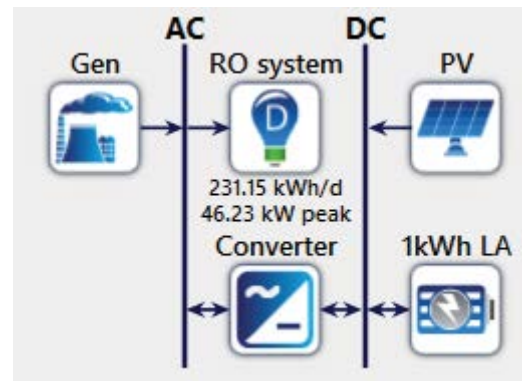 AC DC
Gen RO system PV
D
231.15 kWh/d
46.23 kW peak
Converter 1kWh LA